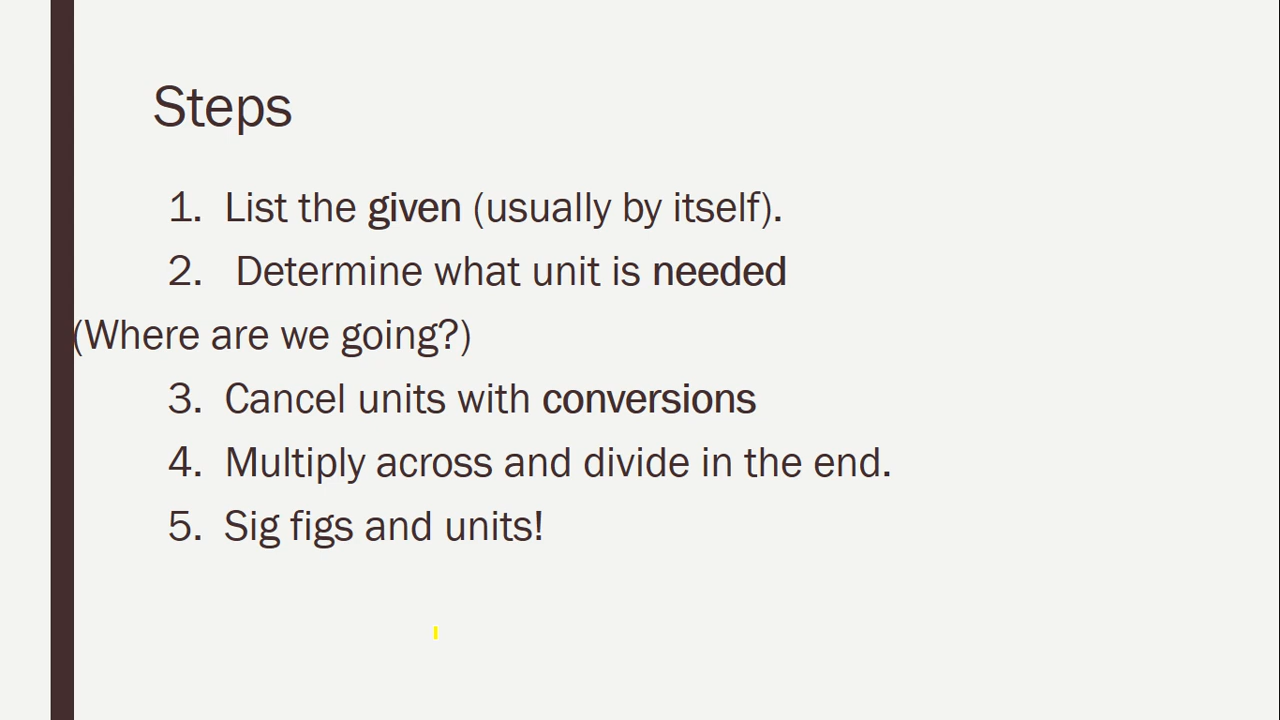 Steps
1. List the given (usually by itself).
2. Determine what unit is needed
(Where are we going?)
3. Cancel units with conversions
4. Multiply across and divide in the end.
5. Sig figs and units!